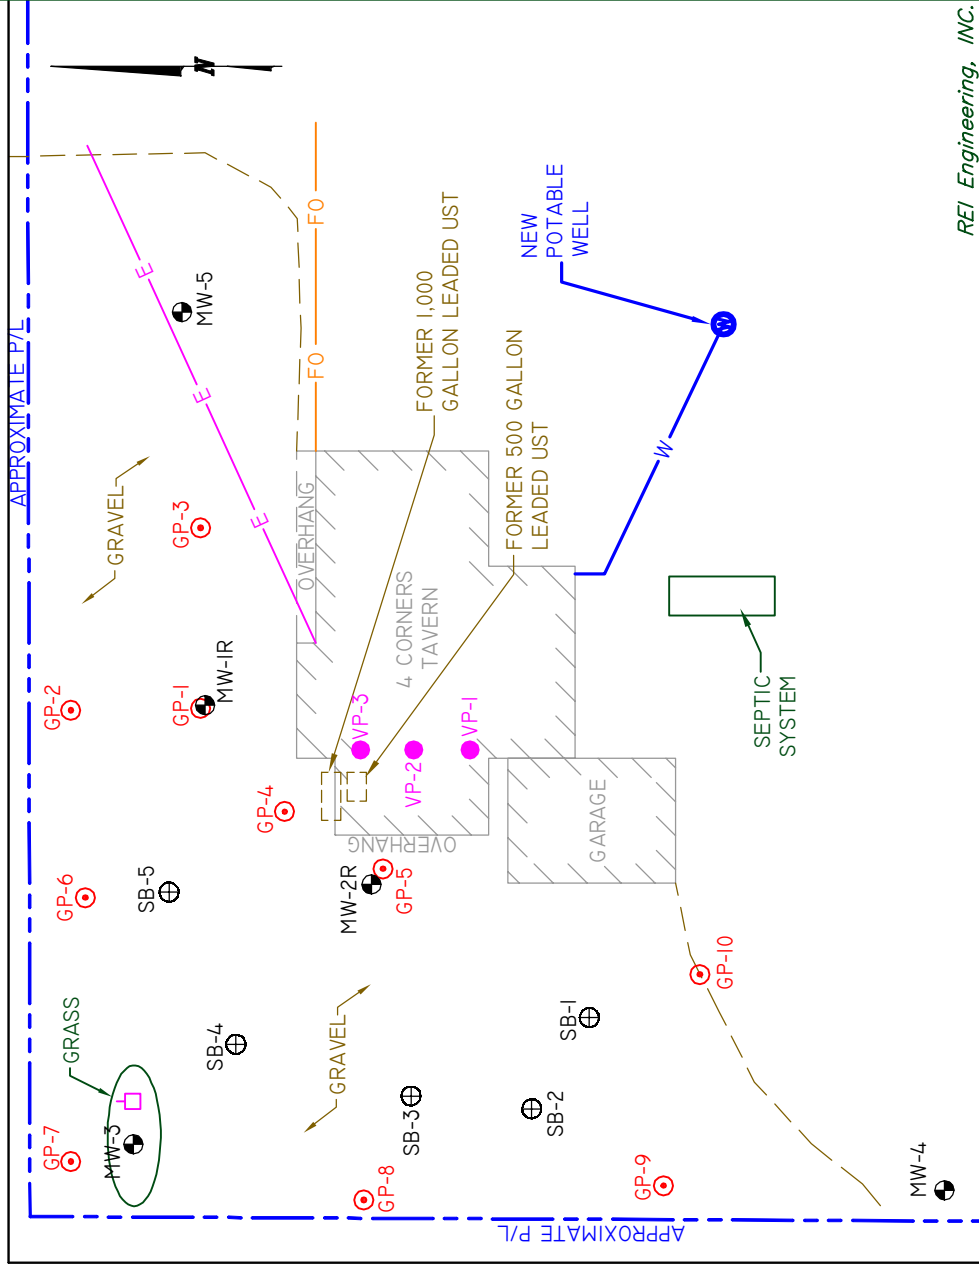 APPROXIMATE P/L
N
E
E
E
MW-5
FO
FO
GRAVEL
GP-3
OVERHANG
FORMER 1,000
GALLON LEADED UST
FORMER 500 GALLON
LEADED UST
NEW
POTABLE
WELL
W
W
4 CORNERS
TAVERN
GP-2
GP-1
MW-1R
VP-3
VP-2
VP-1
GP-4
OVERHANG
GARAGE
SEPTIC
SYSTEM
GP-6
SB-5
MW-2R
GP-5
GP-10
GRASS
SB-4
GRAVEL
SB-1
SB-3
SB-2
GP-7
MW-3
GP-8
GP-9
MW-4
APPROXIMATE P/L
REI Engineering, INC.